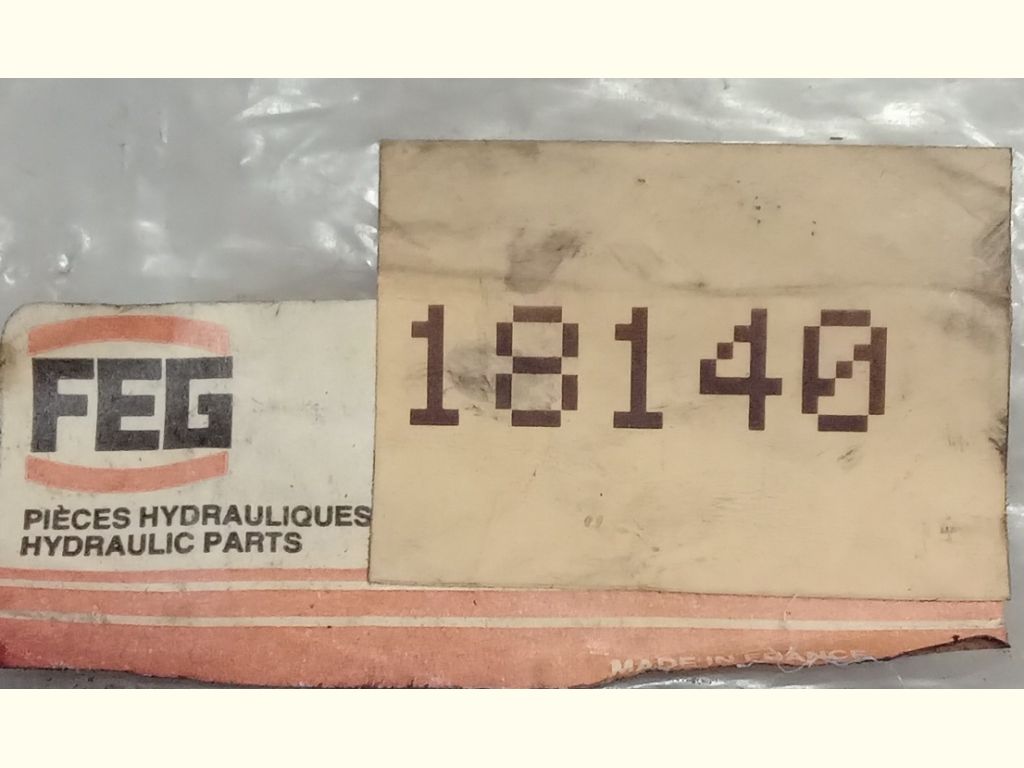 FEG
PIÈCES HYDRAULIQUES
HYDRAULIC PARTS
18140
MADE IN FRANCE